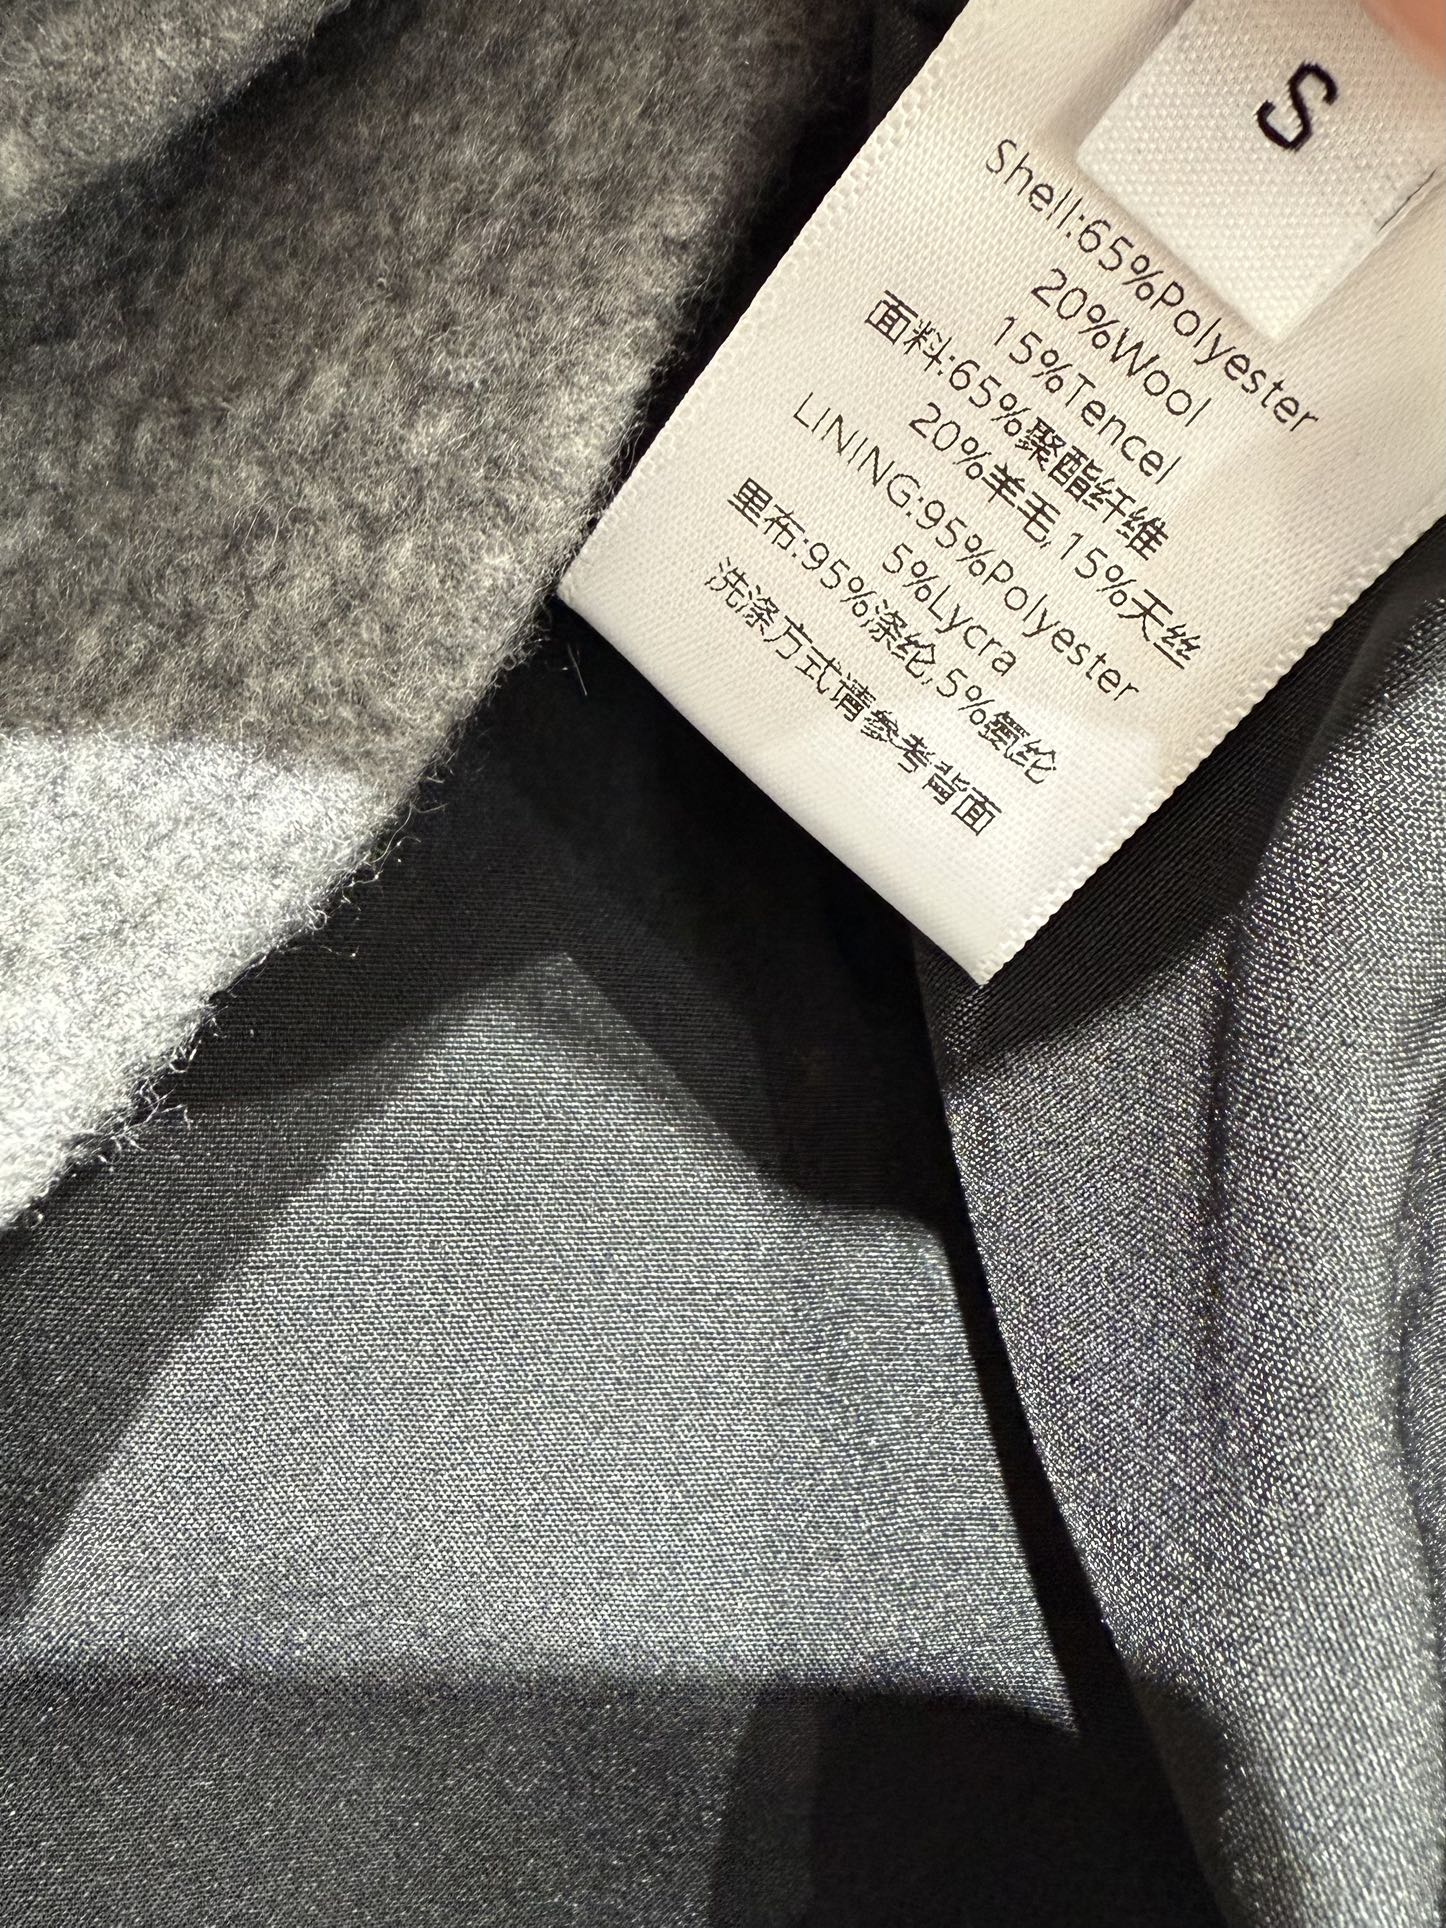 S
Shell:65%Polyester
20%Wool
15%Tencel
面料:65%聚酯纤维
20%羊毛,15%天丝
LINING:95%Polyester
5%Lycra
里布:95%涤纶,5%氨纶
洗涤方式请参考背面